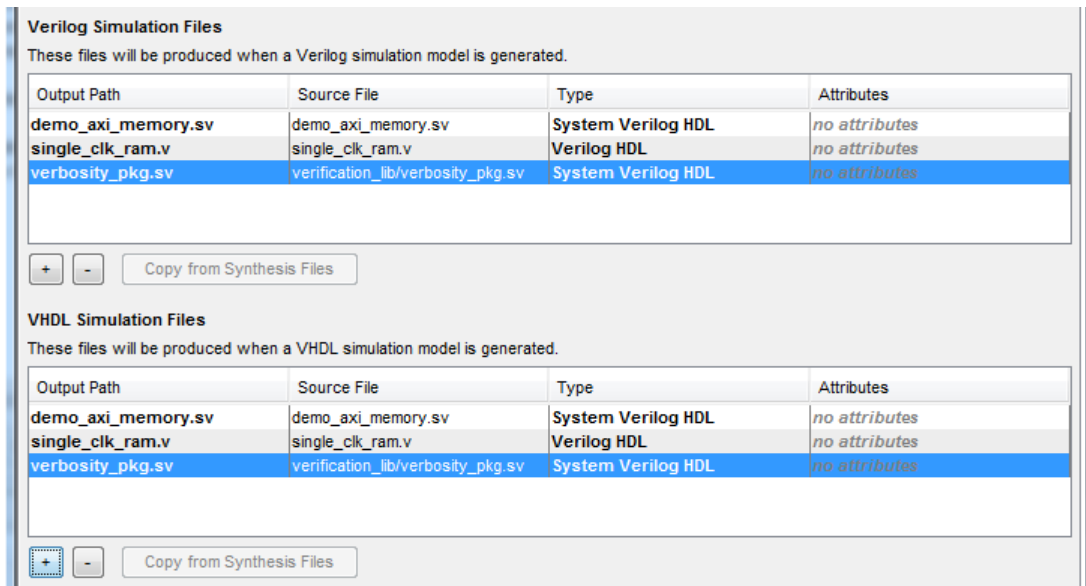 Verilog Simulation Files
These files will be produced when a Verilog simulation model is generated.
Output Path Source File Type Attributes
demo_axi_memory.sv demo_axi_memory.sv System Verilog HDL no attributes
single_clk_ram.v single_clk_ram.v Verilog HDL no attributes
verbosity_pkg.sv verification_lib/verbosity_pkg.sv System Verilog HDL no attributes
+ - Copy from Synthesis Files
VHDL Simulation Files
These files will be produced when a VHDL simulation model is generated.
Output Path Source File Type Attributes
demo_axi_memory.sv demo_axi_memory.sv System Verilog HDL no attributes
single_clk_ram.v single_clk_ram.v Verilog HDL no attributes
verbosity_pkg.sv verification_lib/verbosity_pkg.sv System Verilog HDL no attributes
+ - Copy from Synthesis Files